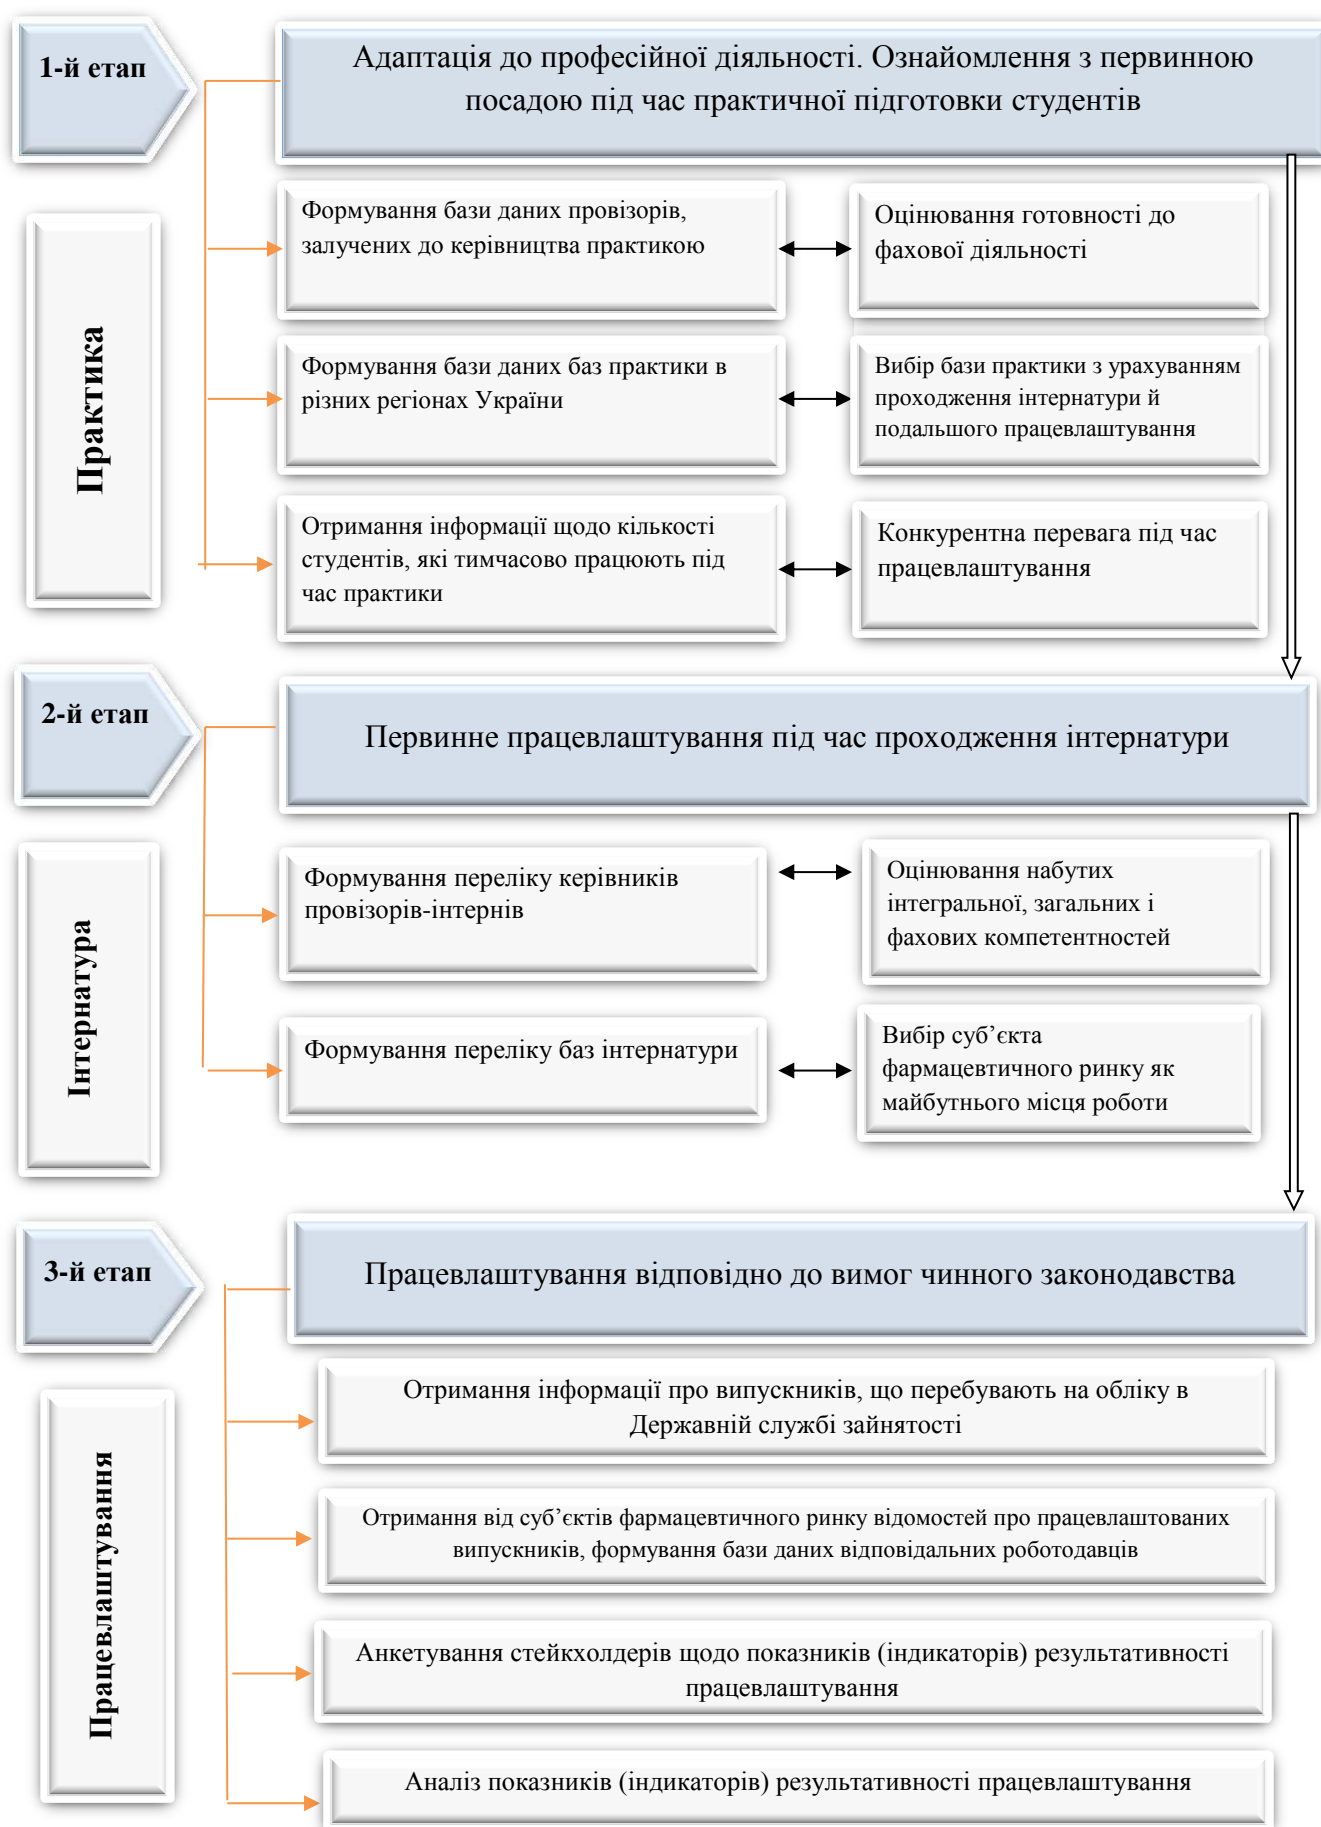 1-й етап
Адаптація до професійної діяльності. Ознайомлення з первинною
посадою під час практичної підготовки студентів
Практика
Формування бази даних провізорів,
залучених до керівництва практикою
Оцінювання готовності до
фахової діяльності
Формування бази даних баз практики в
різних регіонах України
Вибір бази практики з урахуванням
проходження інтернатури й
подальшого працевлаштування
Отримання інформації щодо кількості
студентів, які тимчасово працюють під
час практики
Конкурентна перевага під час
працевлаштування
2-й етап
Первинне працевлаштування під час проходження інтернатури
Інтернатура
Формування переліку керівників
провізорів-інтернів
Оцінювання набутих
інтегральної, загальних і
фахових компетентностей
Формування переліку баз інтернатури
Вибір суб’єкта
фармацевтичного ринку як
майбутнього місця роботи
3-й етап
Працевлаштування відповідно до вимог чинного законодавства
Працевлаштування
Отримання інформації про випускників, що перебувають на обліку в
Державній службі зайнятості
Отримання від суб’єктів фармацевтичного ринку відомостей про працевлаштованих
випускників, формування бази даних відповідальних роботодавців
Анкетування стейкхолдерів щодо показників (індикаторів) результативності
працевлаштування
Аналіз показників (індикаторів) результативності працевлаштування